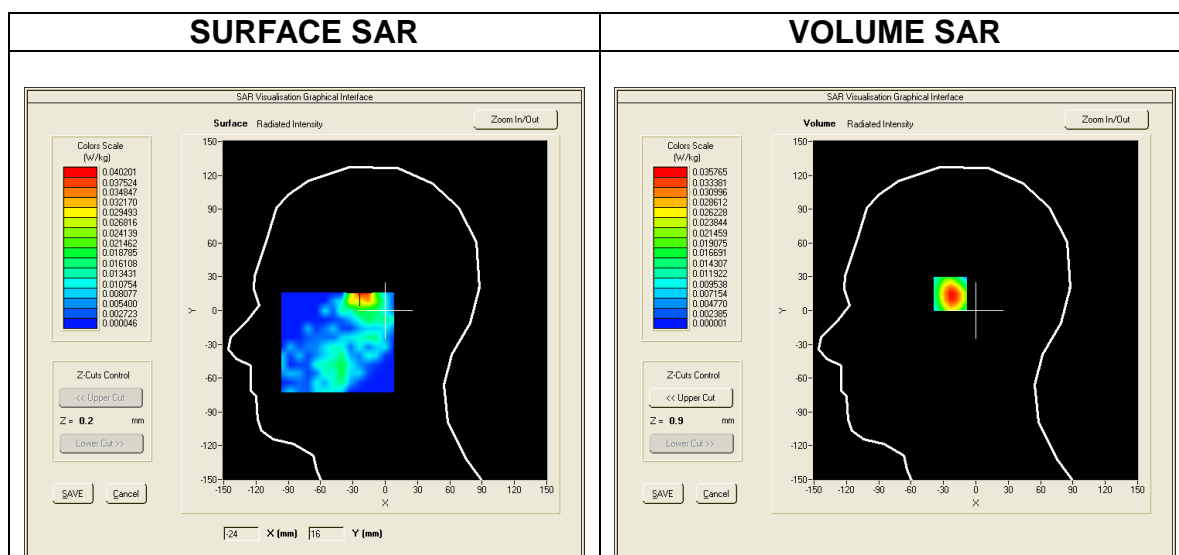 SURFACE SAR
VOLUME SAR
SAR Visualisation Graphical Interface
Surface Radiated Intensity
Zoom In/Out
Colors Scale
(W/kg)
0.040201
0.037524
0.034847
0.032170
0.029493
0.026816
0.024139
0.021462
0.018785
0.016108
0.013431
0.010754
0.008077
0.005400
0.002723
0.000046
Z-Cuts Control
<< Upper Cut
Z = 0.2 mm
Lower Cut >>
SAVE Cancel
150
120
90
60
30
0
-30
-60
-90
-120
-150
Y
-150 -120 -90 -60 -30 0 30 60 90 120 150
X
-24 X (mm) 16 Y (mm)
SAR Visualisation Graphical Interface
Volume Radiated Intensity
Zoom In/Out
Colors Scale
(W/kg)
0.035765
0.033381
0.030996
0.028612
0.026228
0.023844
0.021459
0.019075
0.016691
0.014307
0.011922
0.009538
0.007154
0.004770
0.002385
0.000001
Z-Cuts Control
<< Upper Cut
Z = 0.9 mm
Lower Cut >>
SAVE Cancel
150
120
90
60
30
0
-30
-60
-90
-120
-150
Y
-150 -120 -90 -60 -30 0 30 60 90 120 150
X